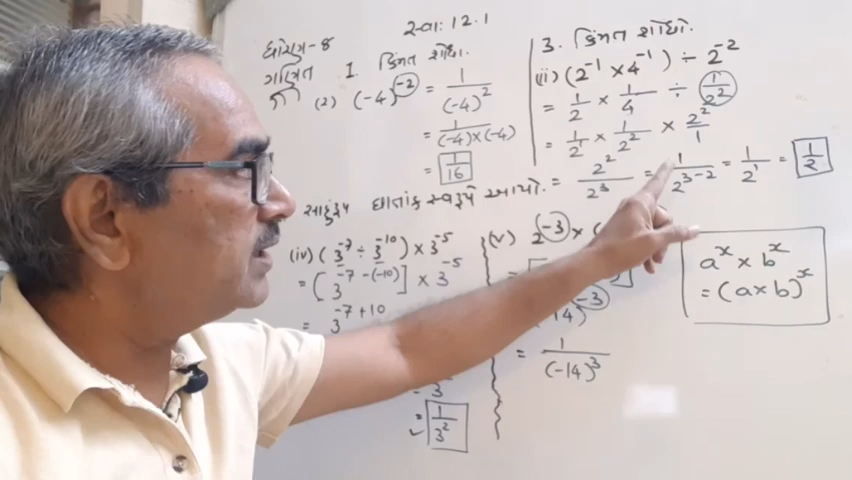 સ્વા: 12.1
ધોરણ-8
ગણિત
1. કિંમત શોધો.
(2) (-4)^-2 = 1/(-4)^2
= 1/(-4)×(-4)
= 1/16
3. કિંમત શોધો.
(ii) (2^-1 × 4^-1) ÷ 2^-2
= 1/2 × 1/4 ÷ 1/2^2
= 1/2^1 × 1/2^2 × 2^2/1
= 2^2/2^3 = 1/2^3-2 = 1/2^1 = 1/2
સાદુંરૂપ ઘાતાંક સ્વરૂપે આપો.
(iv) (3^-7 ÷ 3^-10) × 3^-5
= [3^-7-(-10)] × 3^-5
= 3^-7+10
= 1/3^2
(v) 2^-3 × (
= [
14)^-3
= 1/(-14)^3
a^x × b^x
= (a×b)^x